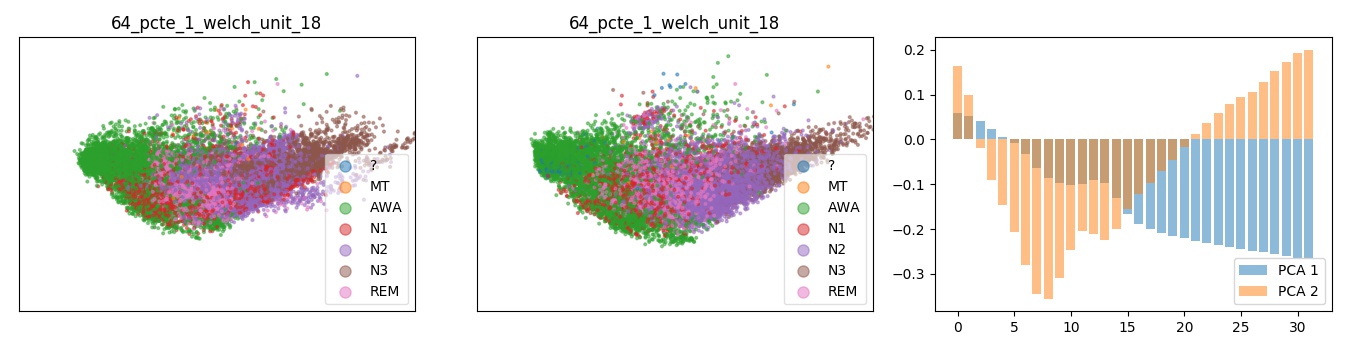 64_pcte_1_welch_unit_18
?
MT
AWA
N1
N2
N3
REM
64_pcte_1_welch_unit_18
?
MT
AWA
N1
N2
N3
REM
0.2
0.1
0.0
−0.1
−0.2
−0.3
0
5
10
15
20
25
30
PCA 1
PCA 2